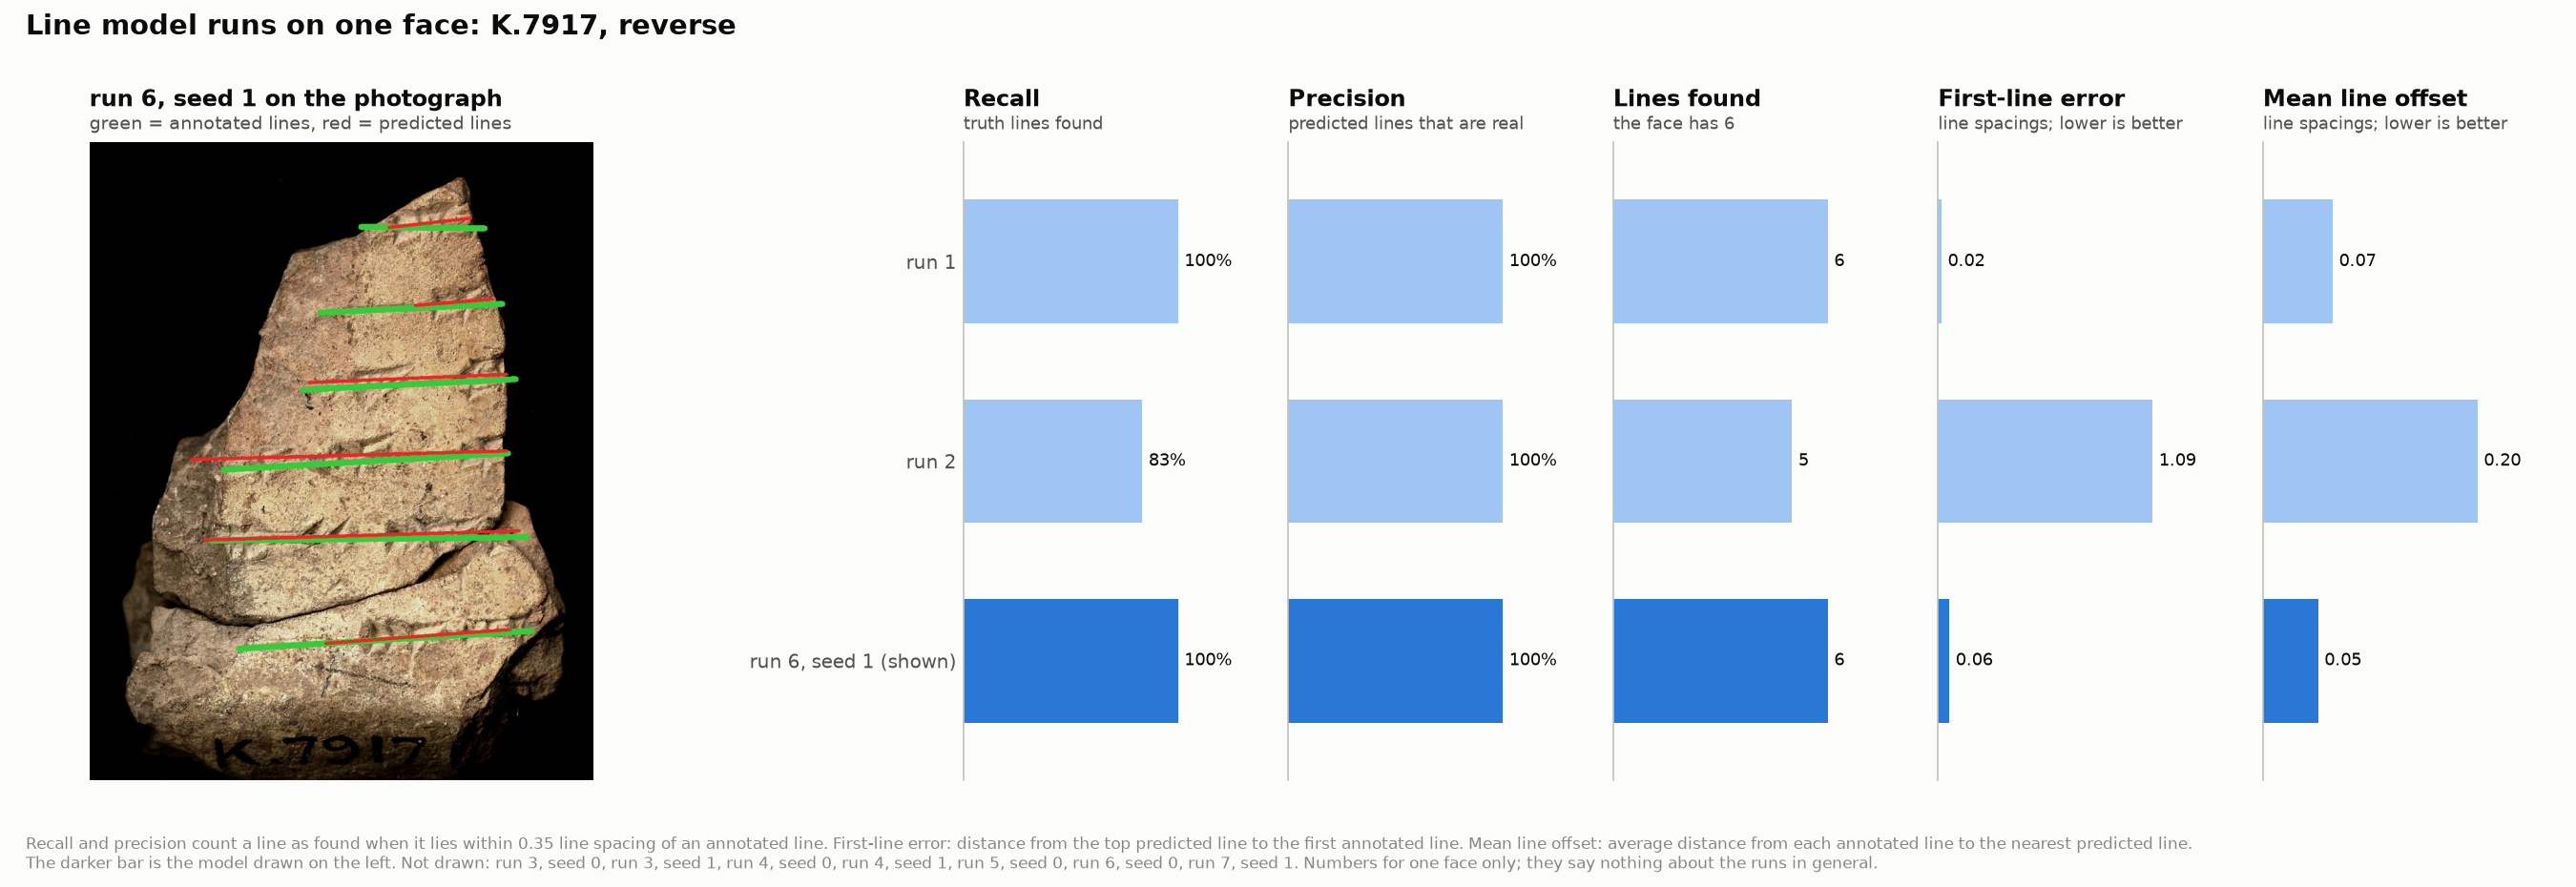 Line model runs on one face: K.7917, reverse
run 6, seed 1 on the photograph
green = annotated lines, red = predicted lines
K.7917
Recall
truth lines found
run 1
100%
run 2
83%
run 6, seed 1 (shown)
100%
Precision
predicted lines that are real
100%
100%
100%
Lines found
the face has 6
6
5
6
First-line error
line spacings; lower is better
0.02
1.09
0.06
Mean line offset
line spacings; lower is better
0.07
0.20
0.05
Recall and precision count a line as found when it lies within 0.35 line spacing of an annotated line. First-line error: distance from the top predicted line to the first annotated line. Mean line offset: average distance from each annotated line to the nearest predicted line.
The darker bar is the model drawn on the left. Not drawn: run 3, seed 0, run 3, seed 1, run 4, seed 0, run 4, seed 1, run 5, seed 0, run 6, seed 0, run 7, seed 1. Numbers for one face only; they say nothing about the runs in general.